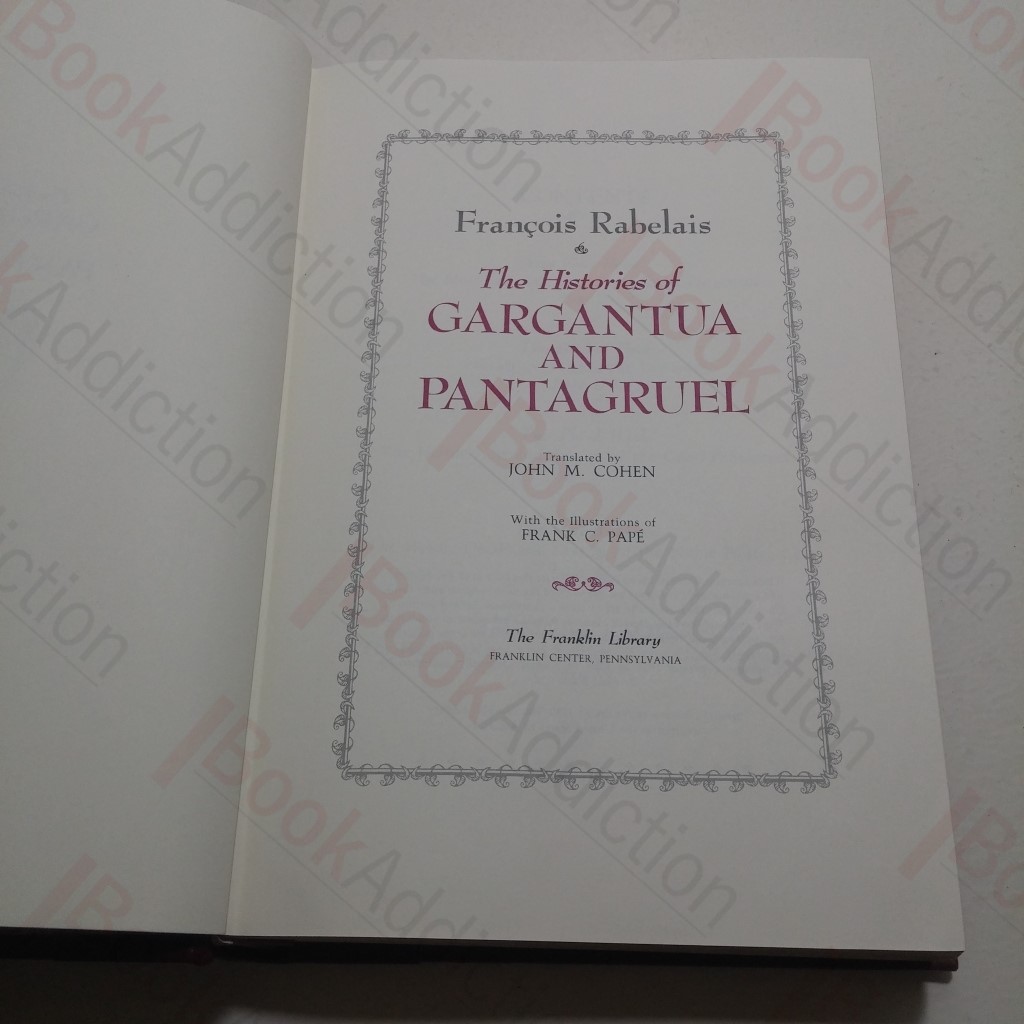 François Rabelais
The Histories of
GARGANTUA
AND
PANTAGRUEL
Translated by
JOHN M. COHEN
With the Illustrations of
FRANK C. PAPÉ
The Franklin Library
FRANKLIN CENTER, PENNSYLVANIA
BookAddiction